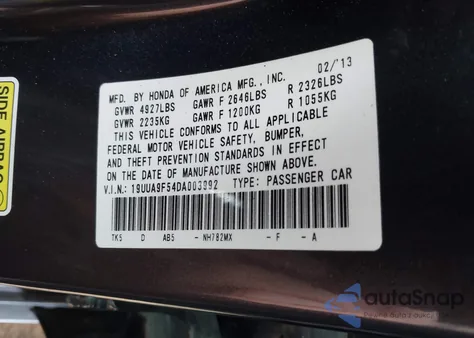 MFD. BY HONDA OF AMERICA MFG., INC. 02/'13
GVWR 4927LBS GAWR F 2646LBS R 2326LBS
GVWR 2235KG GAWR F 1200KG R 1055KG
THIS VEHICLE CONFORMS TO ALL APPLICABLE
FEDERAL MOTOR VEHICLE SAFETY, BUMPER,
AND THEFT PREVENTION STANDARDS IN EFFECT
ON THE DATE OF MANUFACTURE SHOWN ABOVE.
V.I.N.: 19UUA9F54DA003092 TYPE: PASSENGER CAR
TK5 D AB5- -NH782MX -F -A
SIDE AIRBAG
autoSnap